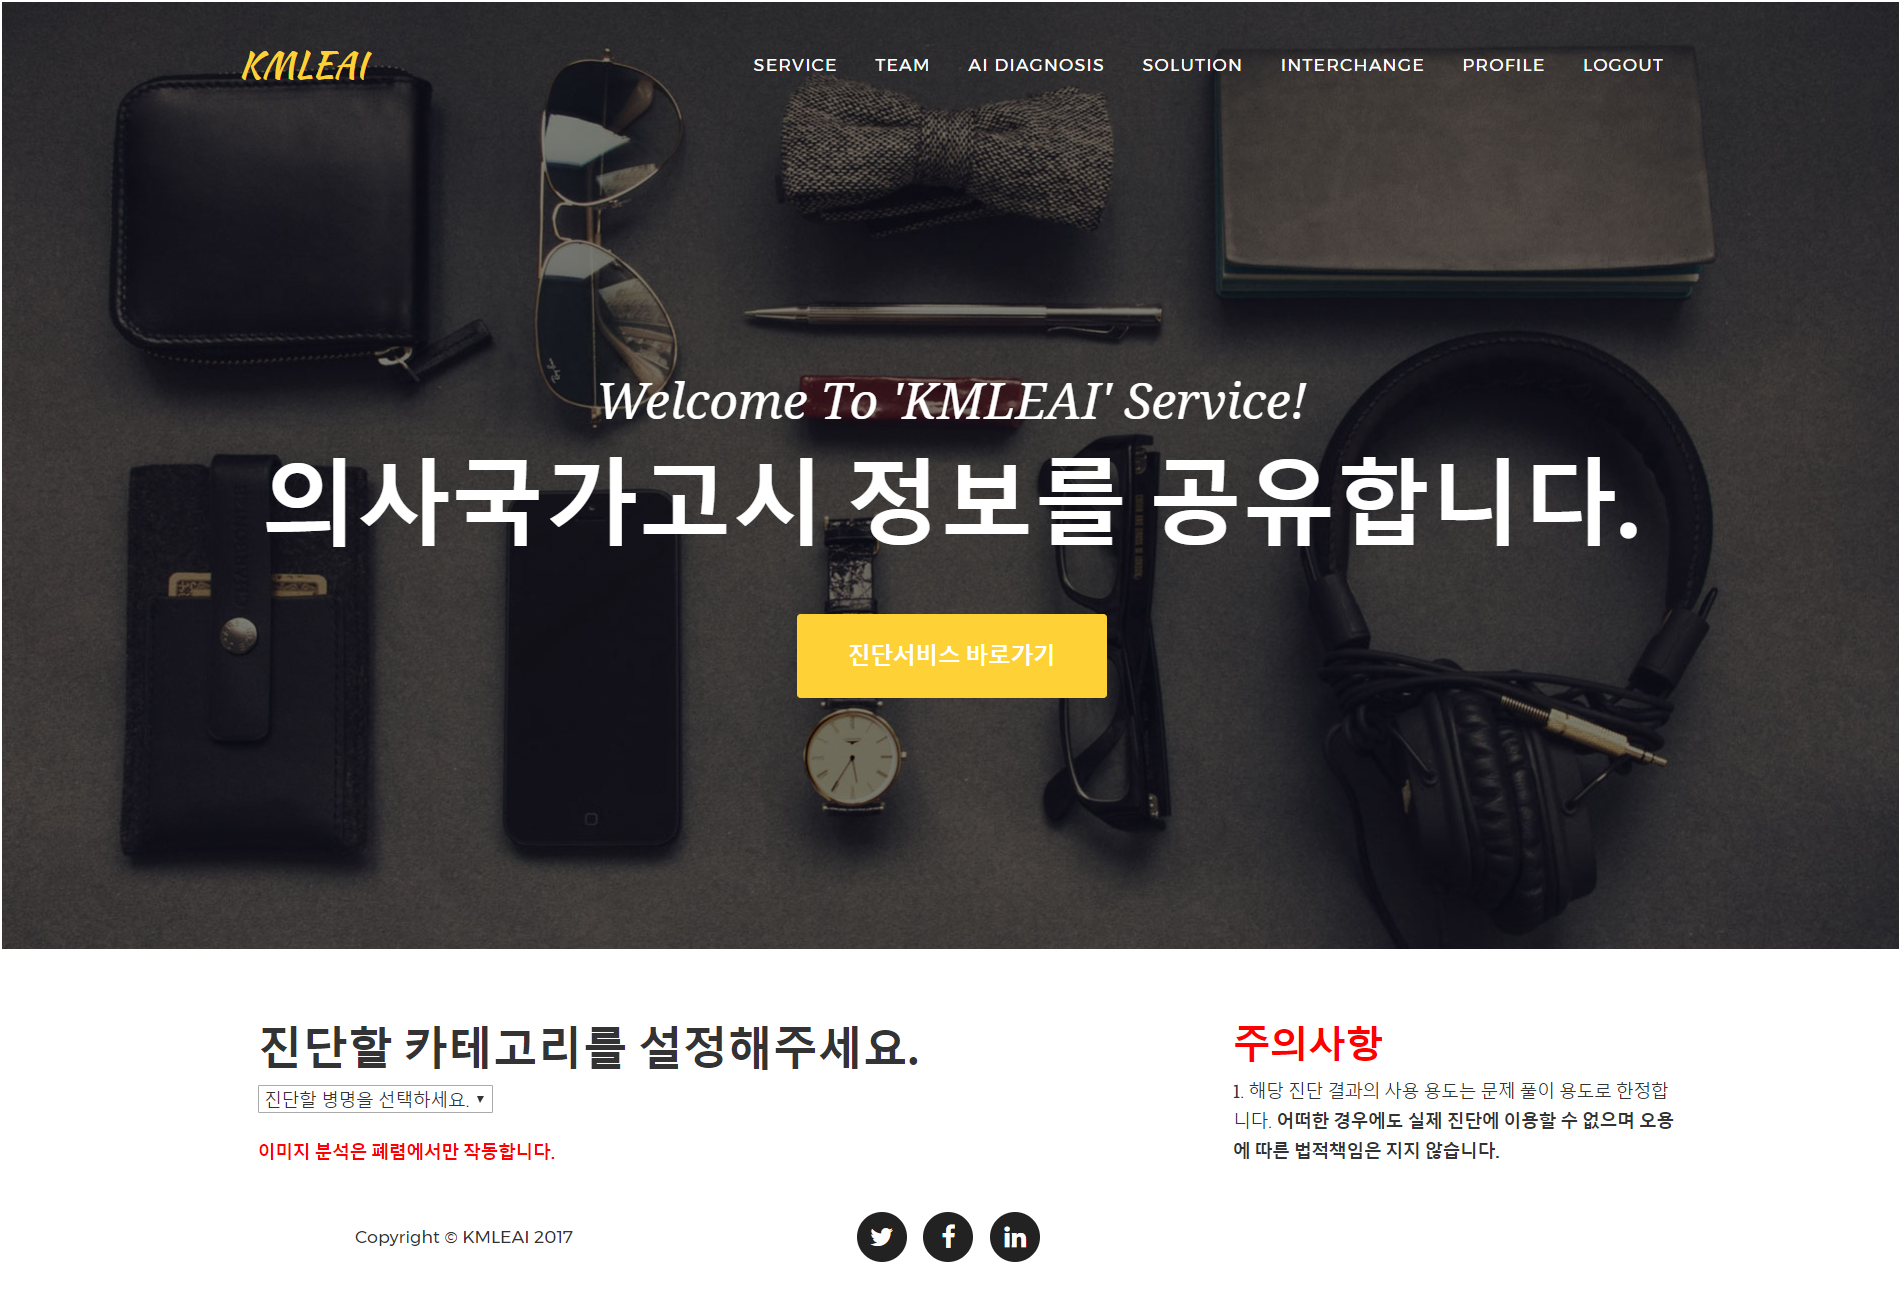 KMLEAI
SERVICE TEAM AI DIAGNOSIS SOLUTION INTERCHANGE PROFILE LOGOUT
Welcome To 'KMLEAI' Service!
의사국가고시 정보를 공유합니다.
진단서비스 바로가기
진단할 카테고리를 설정해주세요.
진단할 병명을 선택하세요.
이미지 분석은 폐렴에서만 작동합니다.
주의사항
1. 해당 진단 결과의 사용 용도는 문제 풀이 용도로 한정합
니다. 어떠한 경우에도 실제 진단에 이용할 수 없으며 오용
에 따른 법적책임은 지지 않습니다.
Copyright © KMLEAI 2017